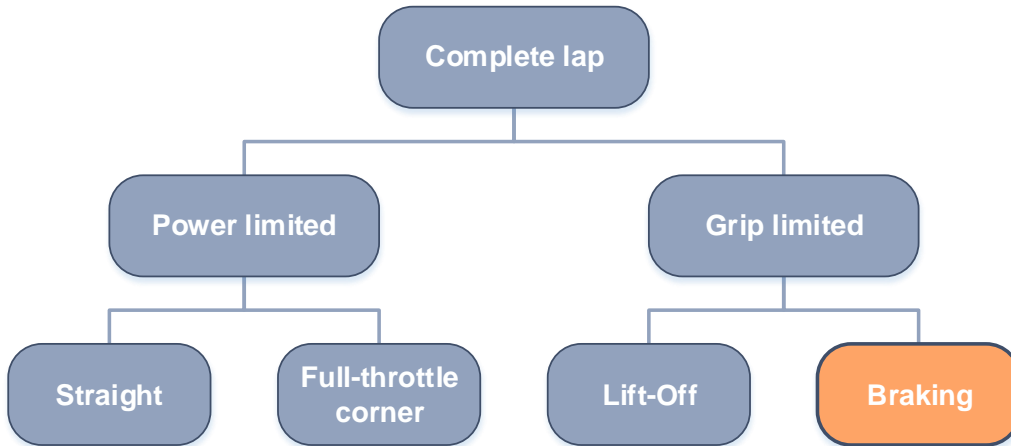 Complete lap
Power limited
Grip limited
Straight
Full-throttle
corner
Lift-Off
Braking